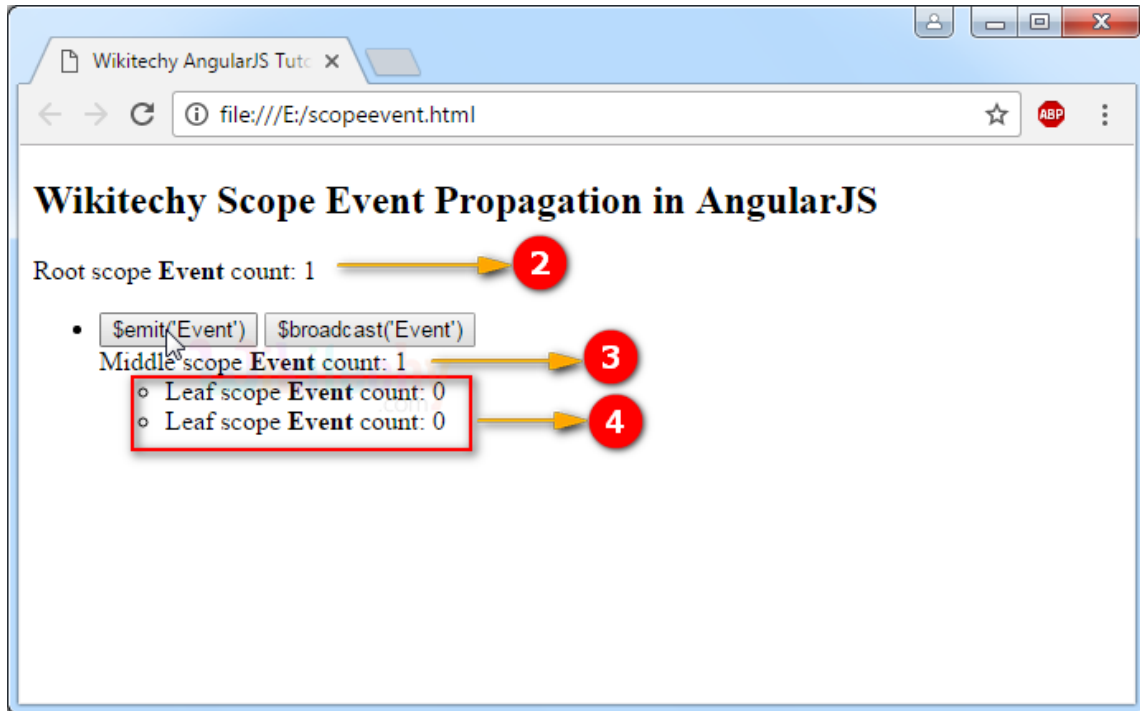 Wikitechy AngularJS Tuto
file:///E:/scopeevent.html
ABP
Wikitechy Scope Event Propagation in AngularJS
Root scope Event count: 1
2
$emit('Event') $broadcast('Event')
Middle scope Event count: 1
3
Leaf scope Event count: 0
Leaf scope Event count: 0
4
.com